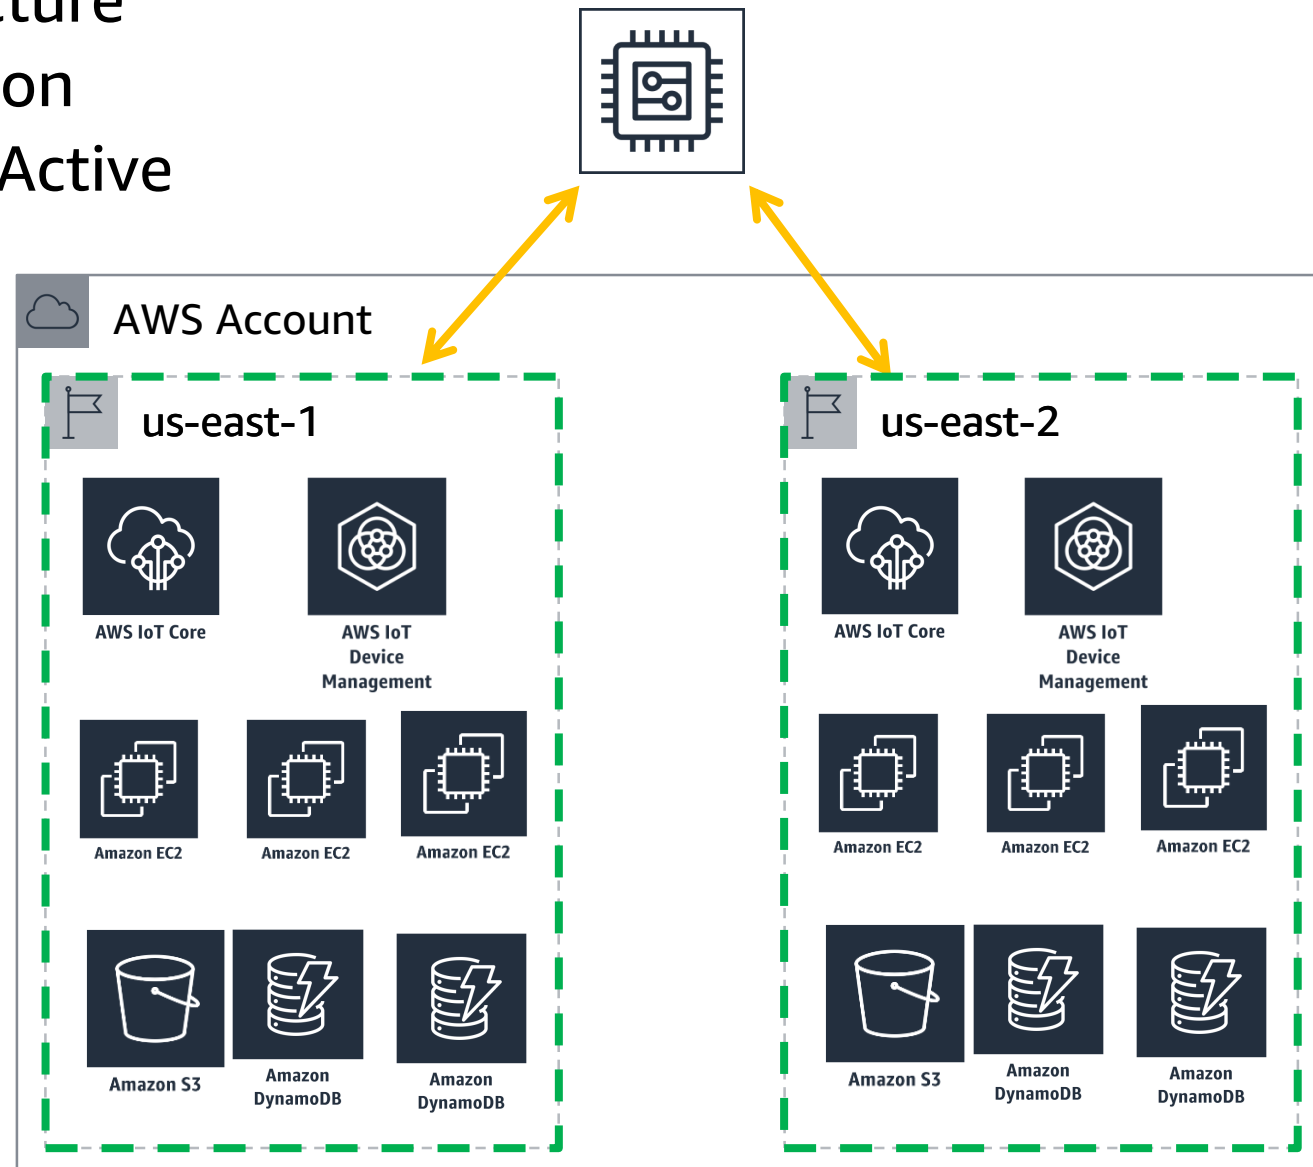 on
Active
AWS Account
us-east-1
us-east-2
AWS IoT Core
AWS IoT
Device
Management
AWS IoT Core
AWS IoT
Device
Management
Amazon EC2
Amazon EC2
Amazon EC2
Amazon EC2
Amazon EC2
Amazon EC2
Amazon S3
Amazon
DynamoDB
Amazon
DynamoDB
Amazon S3
Amazon
DynamoDB
Amazon
DynamoDB